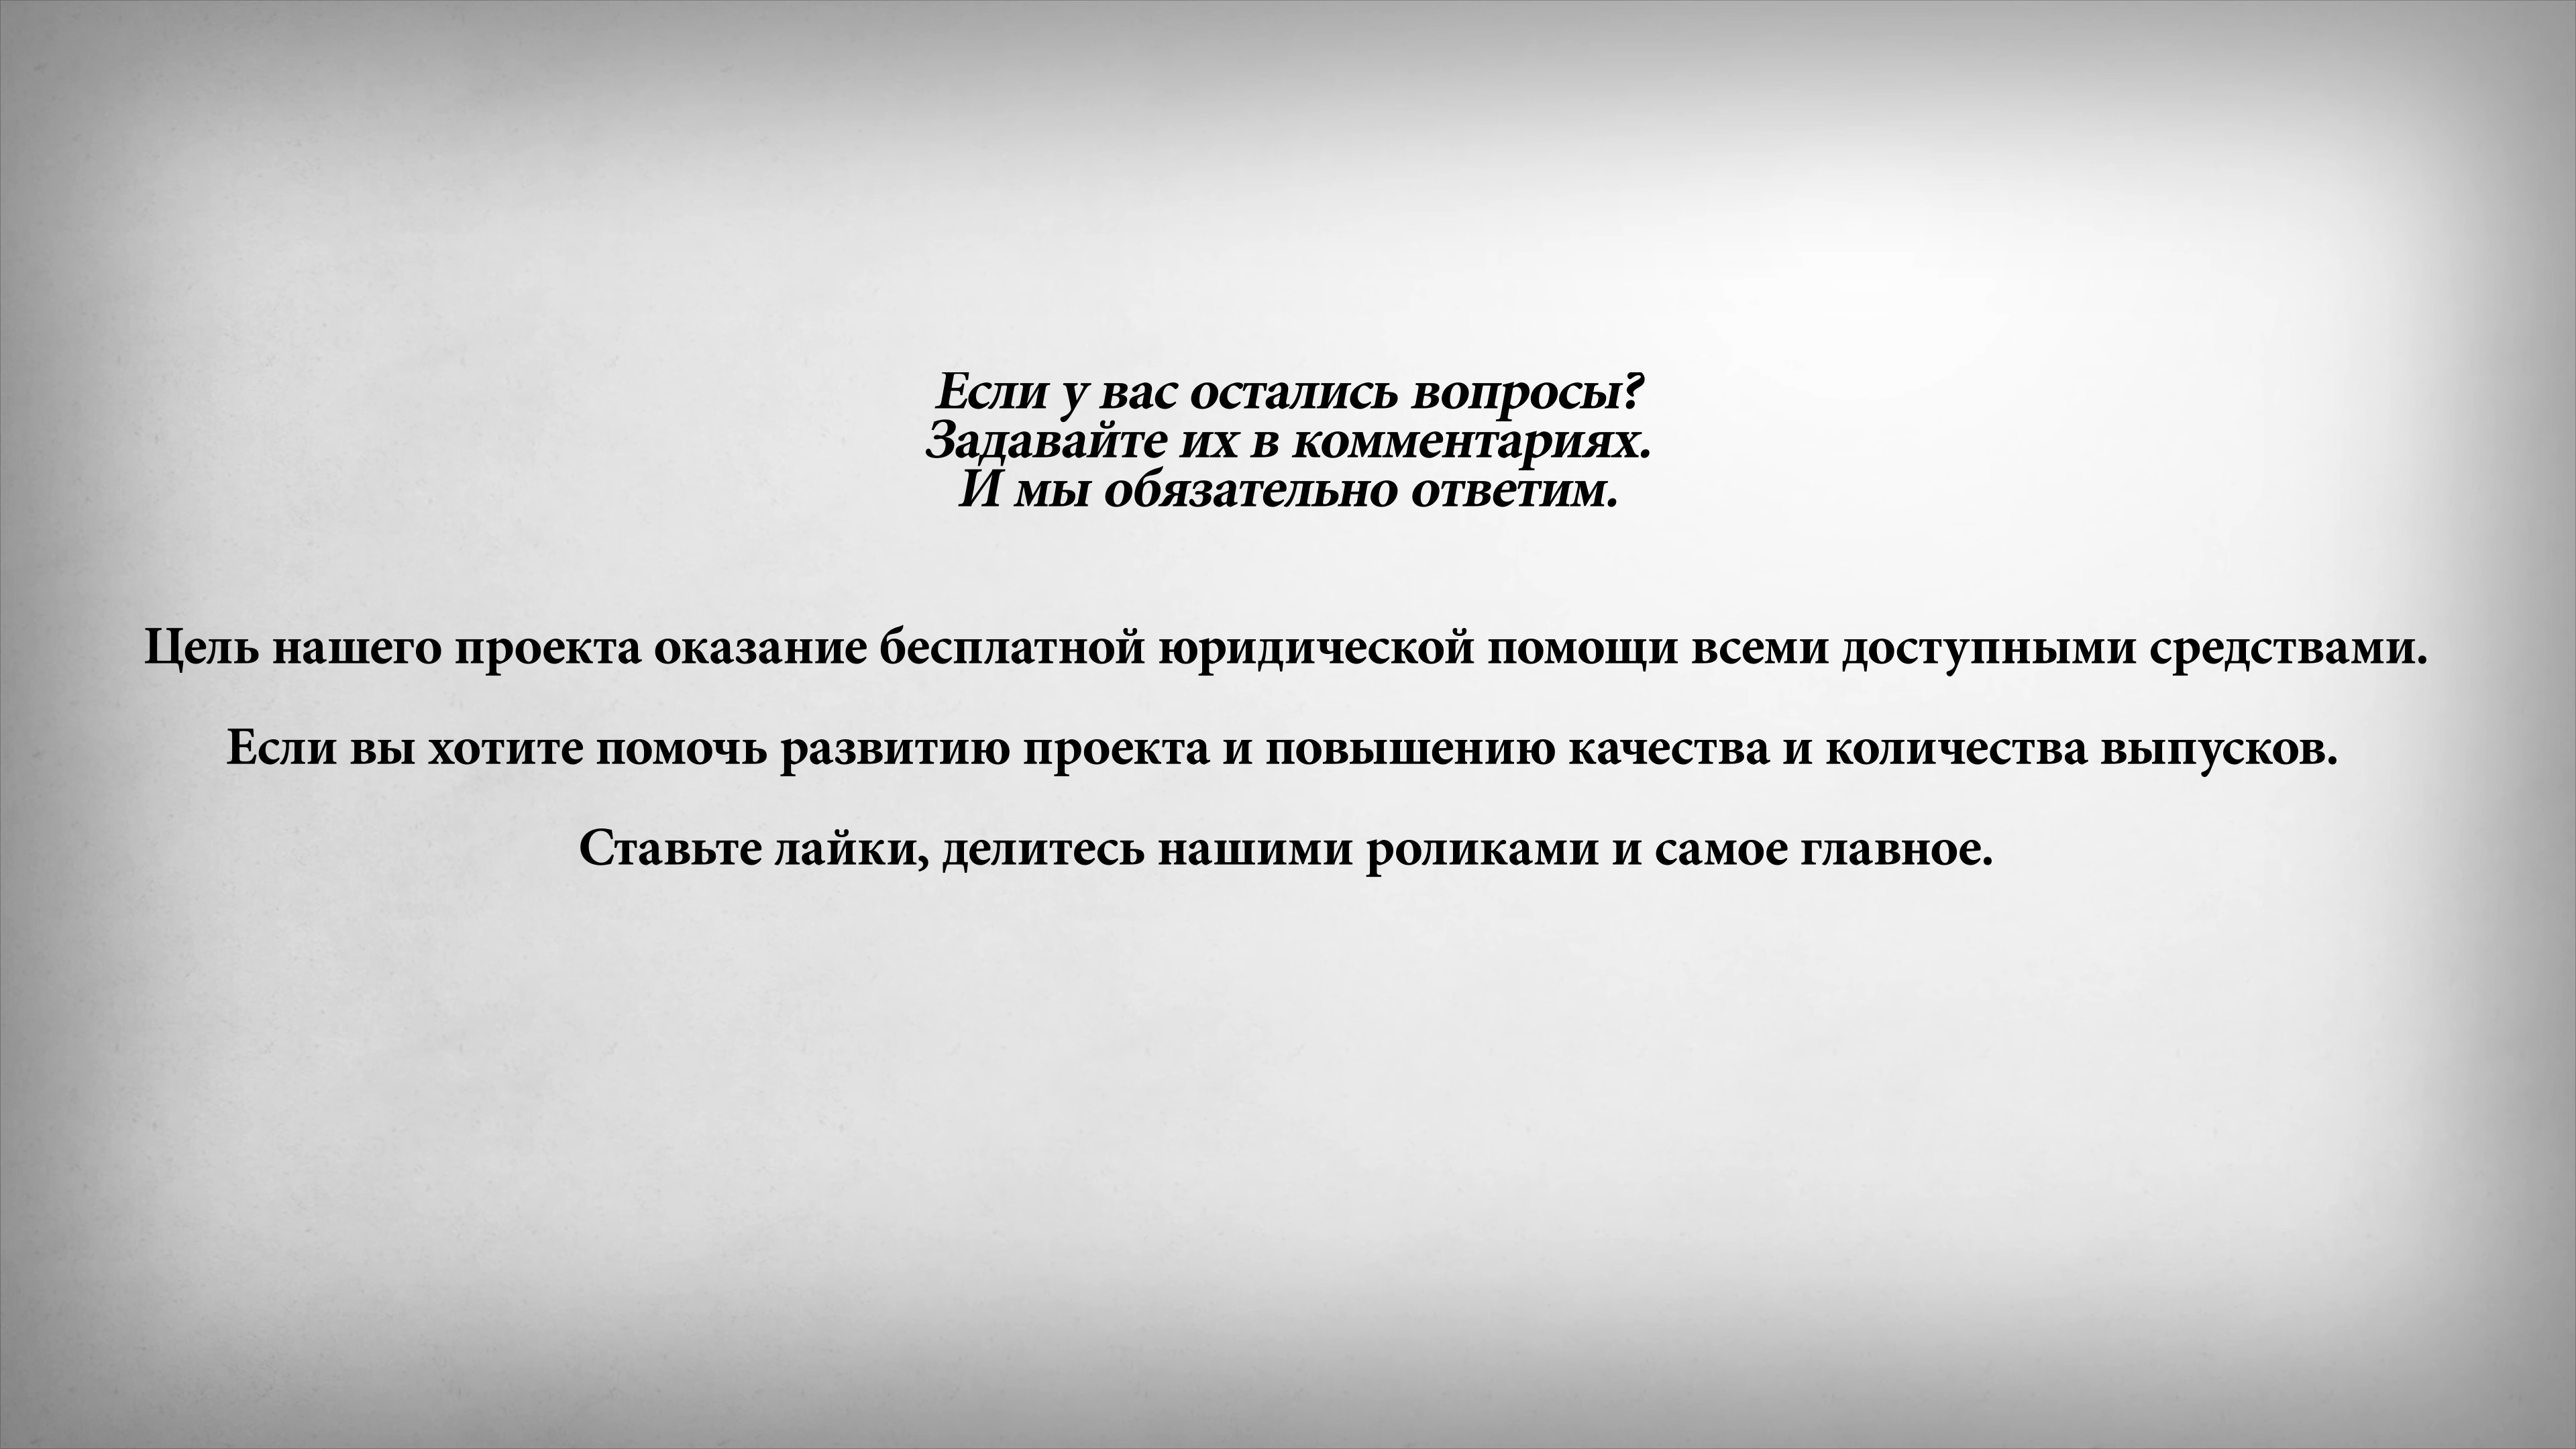 Если у вас остались вопросы?
Задавайте их в комментариях.
И мы обязательно ответим.
Цель нашего проекта оказание бесплатной юридической помощи всеми доступными средствами.
Если вы хотите помочь развитию проекта и повышению качества и количества выпусков.
Ставьте лайки, делитесь нашими роликами и самое главное.